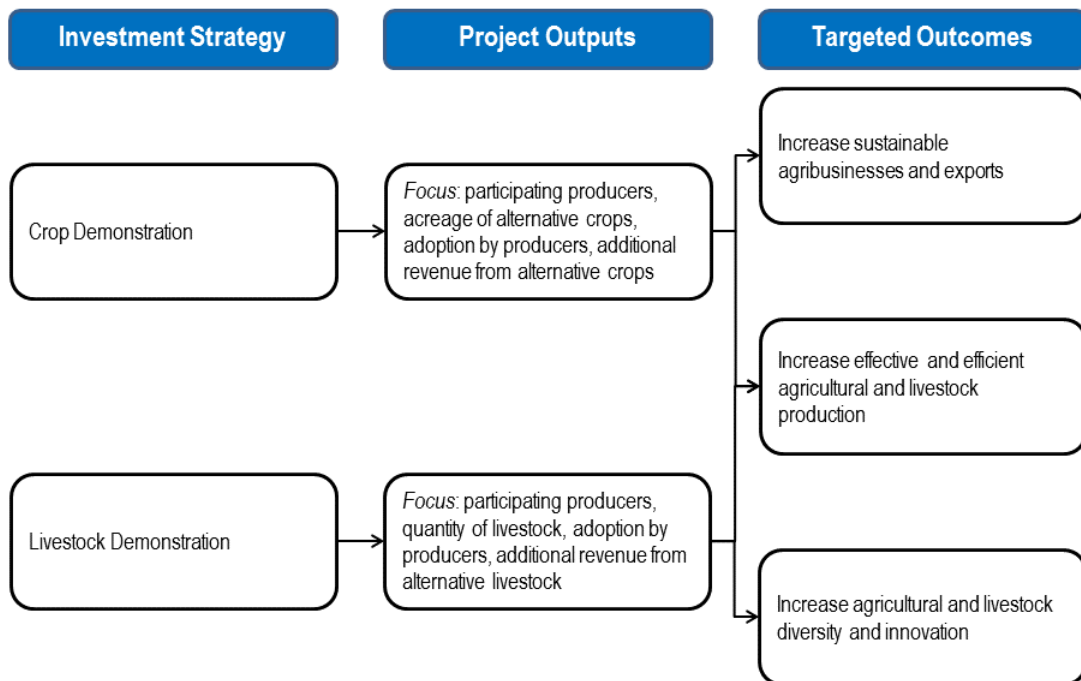 Investment Strategy
Project Outputs
Targeted Outcomes
Crop Demonstration
Focus: participating producers,
acreage of alternative crops,
adoption by producers, additional
revenue from alternative crops
Increase sustainable
agribusinesses and exports
Increase effective and efficient
agricultural and livestock
production
Livestock Demonstration
Focus: participating producers,
quantity of livestock, adoption by
producers, additional revenue from
alternative livestock
Increase agricultural and livestock
diversity and innovation